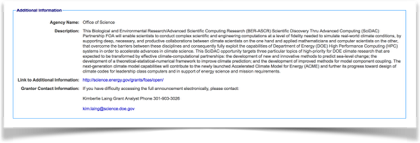 Additional Information
Agency Name: Office of Science
Description: This Biological and Environmental Research/Advanced Scientific Computing Research (BER-ASCR) Scientific Discovery Thru Advanced Computing (SciDAC)
Partnership FOA will enable scientists to conduct complex scientific and engineering computations at a level of fidelity needed to simulate real-world climate conditions, by
supporting deep, necessary, and productive collaborations between climate scientists on the one hand and applied mathematicians and computer scientists on the other,
that overcome the barriers between these disciplines and consequently fully exploit the capabilities of Department of Energy (DOE) High Performance Computing (HPC)
systems in order to accelerate advances in climate science. This SciDAC opportunity targets three particular topics of high-priority for DOE climate research that are
expected to be transformed by effective climate-computational partnerships: the development of new and innovative methods to predict sea-level change; the
development of a theoretical-statistical-numerical framework to improve climate prediction; and the development of improved methods for model component coupling. The
next-generation climate model capabilities will contribute to the newly launched Accelerated Climate Model for Energy (ACME) and further its progress toward design of
climate codes for leadership class computers and in support of energy science and mission requirements.
Link to Additional Information: http://science.energy.gov/grants/foas/open/
Grantor Contact Information: If you have difficulty accessing the full announcement electronically, please contact:
Kimberlie Laing Grant Analyst Phone 301-903-3026
kim.laing@science.doe.gov